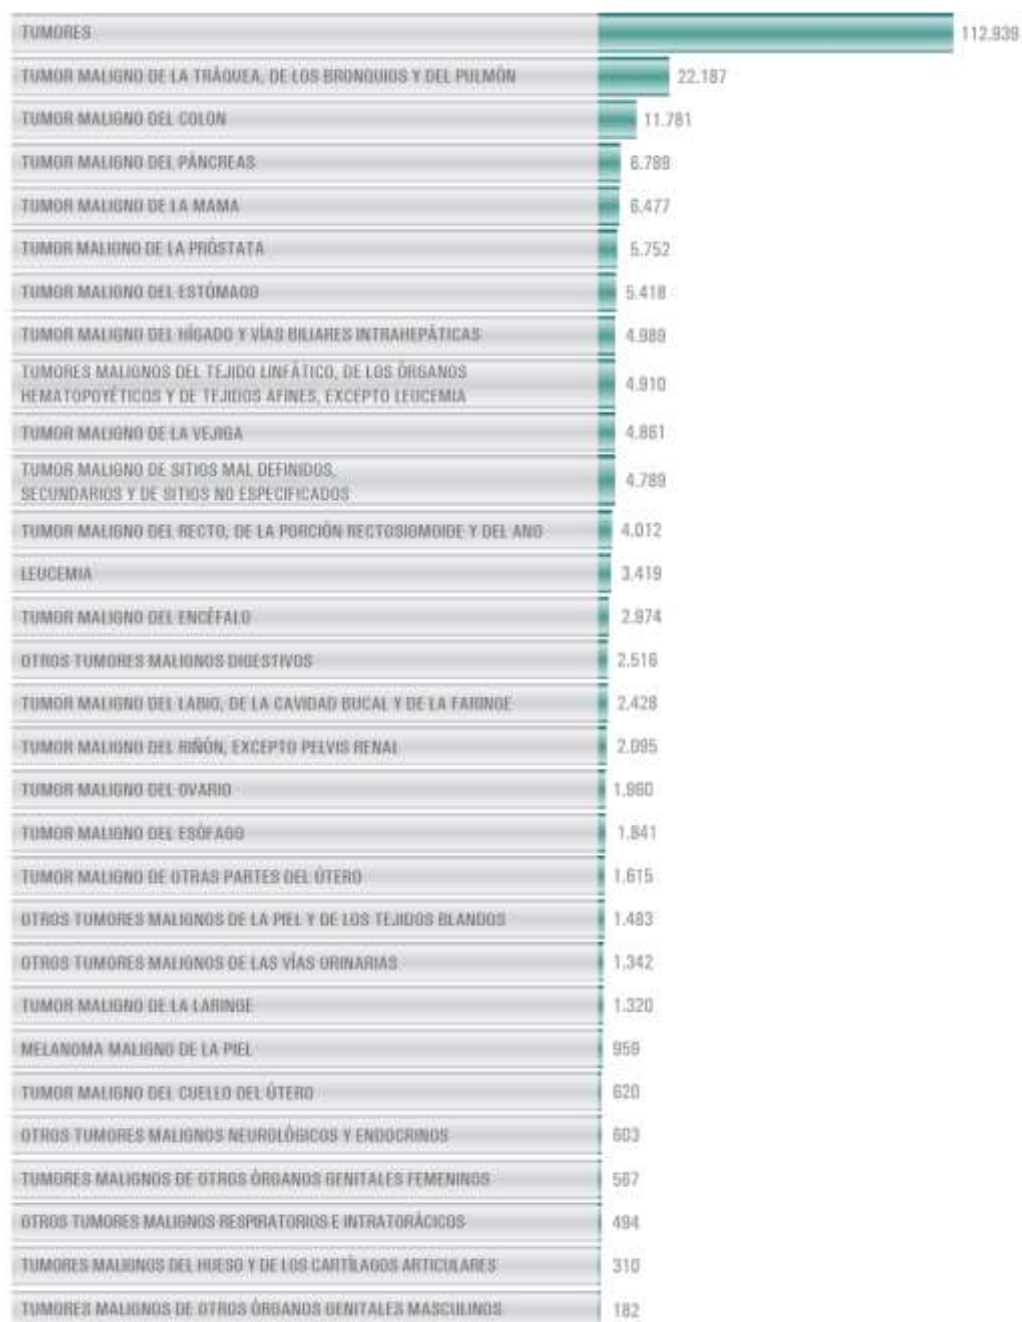 TUMORES 112.939
TUMOR MALIGNO DE LA TRÁQUEA, DE LOS BRONQUIOS Y DEL PULMÓN 22.187
TUMOR MALIGNO DEL COLON 11.781
TUMOR MALIGNO DEL PÁNCREAS 6.789
TUMOR MALIGNO DE LA MAMA 6.477
TUMOR MALIGNO DE LA PRÓSTATA 5.752
TUMOR MALIGNO DEL ESTÓMAGO 5.418
TUMOR MALIGNO DEL HÍGADO Y VÍAS BILIARES INTRAHEPÁTICAS 4.989
TUMORES MALIGNOS DEL TEJIDO LINFÁTICO, DE LOS ÓRGANOS
HEMATOPOYÉTICOS Y DE TEJIDOS AFINES, EXCEPTO LEUCEMIA 4.910
TUMOR MALIGNO DE LA VEJIGA 4.861
TUMOR MALIGNO DE SITIOS MAL DEFINIDOS,
SECUNDARIOS Y DE SITIOS NO ESPECIFICADOS 4.789
TUMOR MALIGNO DEL RECTO, DE LA PORCIÓN RECTOSIGMOIDE Y DEL ANO 4.012
LEUCEMIA 3.419
TUMOR MALIGNO DEL ENCÉFALO 2.974
OTROS TUMORES MALIGNOS DIGESTIVOS 2.516
TUMOR MALIGNO DEL LABIO, DE LA CAVIDAD BUCAL Y DE LA FARINGE 2.428
TUMOR MALIGNO DEL RIÑÓN, EXCEPTO PELVIS RENAL 2.095
TUMOR MALIGNO DEL OVARIO 1.960
TUMOR MALIGNO DEL ESÓFAGO 1.841
TUMOR MALIGNO DE OTRAS PARTES DEL ÚTERO 1.615
OTROS TUMORES MALIGNOS DE LA PIEL Y DE LOS TEJIDOS BLANDOS 1.483
OTROS TUMORES MALIGNOS DE LAS VÍAS URINARIAS 1.342
TUMOR MALIGNO DE LA LARINGE 1.320
MELANOMA MALIGNO DE LA PIEL 959
TUMOR MALIGNO DEL CUELLO DEL ÚTERO 620
OTROS TUMORES MALIGNOS NEUROLÓGICOS Y ENDOCRINOS 603
TUMORES MALIGNOS DE OTROS ÓRGANOS GENITALES FEMENINOS 567
OTROS TUMORES MALIGNOS RESPIRATORIOS E INTRATORÁCICOS 494
TUMORES MALIGNOS DEL HUESO Y DE LOS CARTÍLAGOS ARTICULARES 310
TUMORES MALIGNOS DE OTROS ÓRGANOS GENITALES MASCULINOS 182